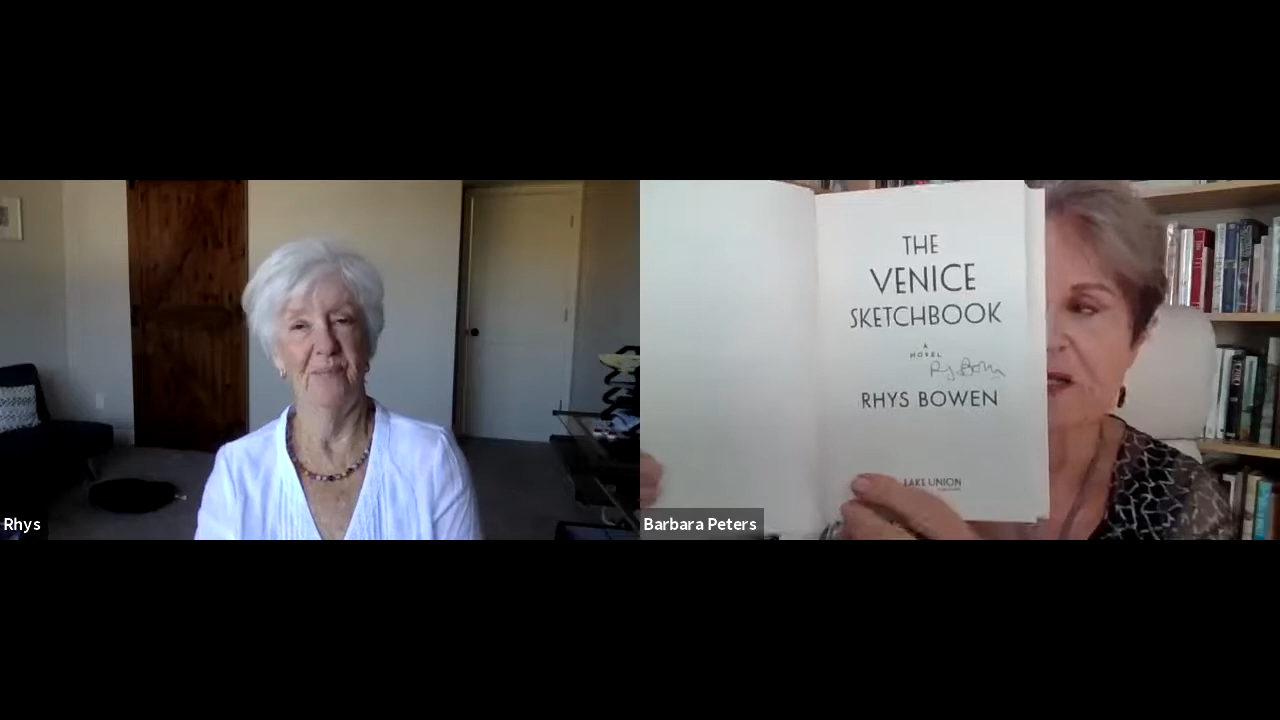 THE
VENICE
SKETCHBOOK
A
NOVEL
RHYS BOWEN
LAKE UNION
Rhys
Barbara Peters